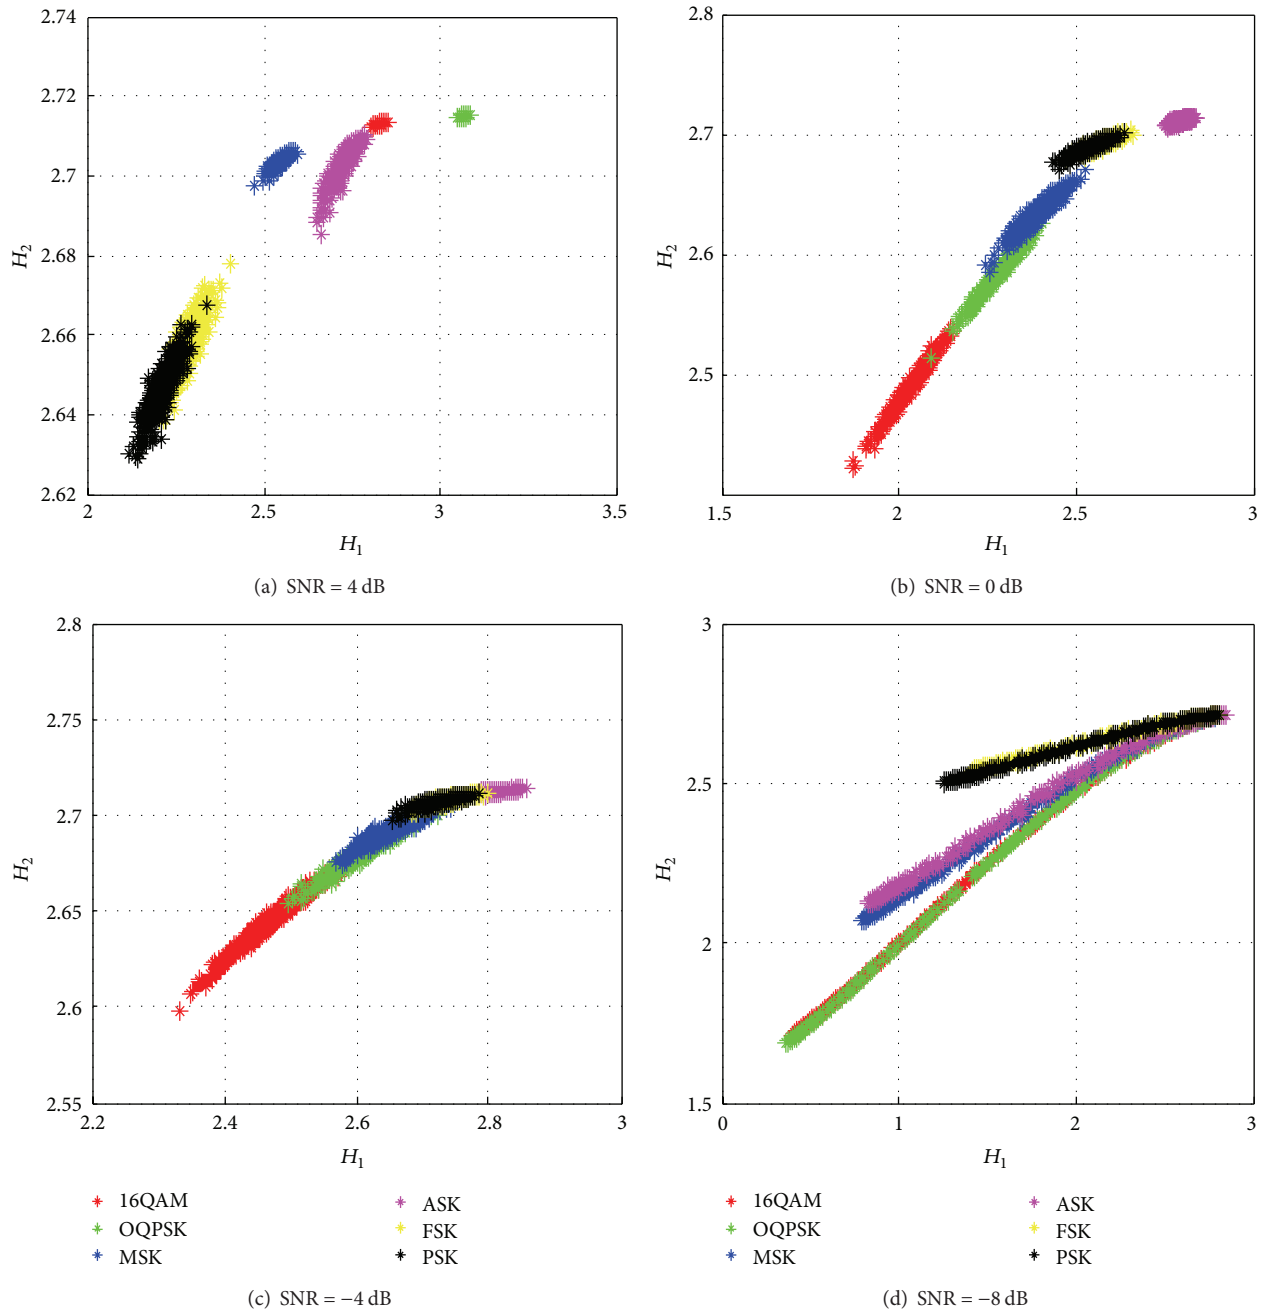 2.74
2.72
2.7
2.68
2.66
2.64
2.62
H2
2 2.5 3 3.5
H1
(a) SNR = 4 dB
2.8
2.7
2.6
2.5
H2
1.5 2 2.5 3
H1
(b) SNR = 0 dB
2.8
2.75
2.7
2.65
2.6
2.55
H2
2.2 2.4 2.6 2.8 3
H1
16QAM
OQPSK
MSK
ASK
FSK
PSK
(c) SNR = −4 dB
3
2.5
2
1.5
H2
0 1 2 3
H1
16QAM
OQPSK
MSK
ASK
FSK
PSK
(d) SNR = −8 dB